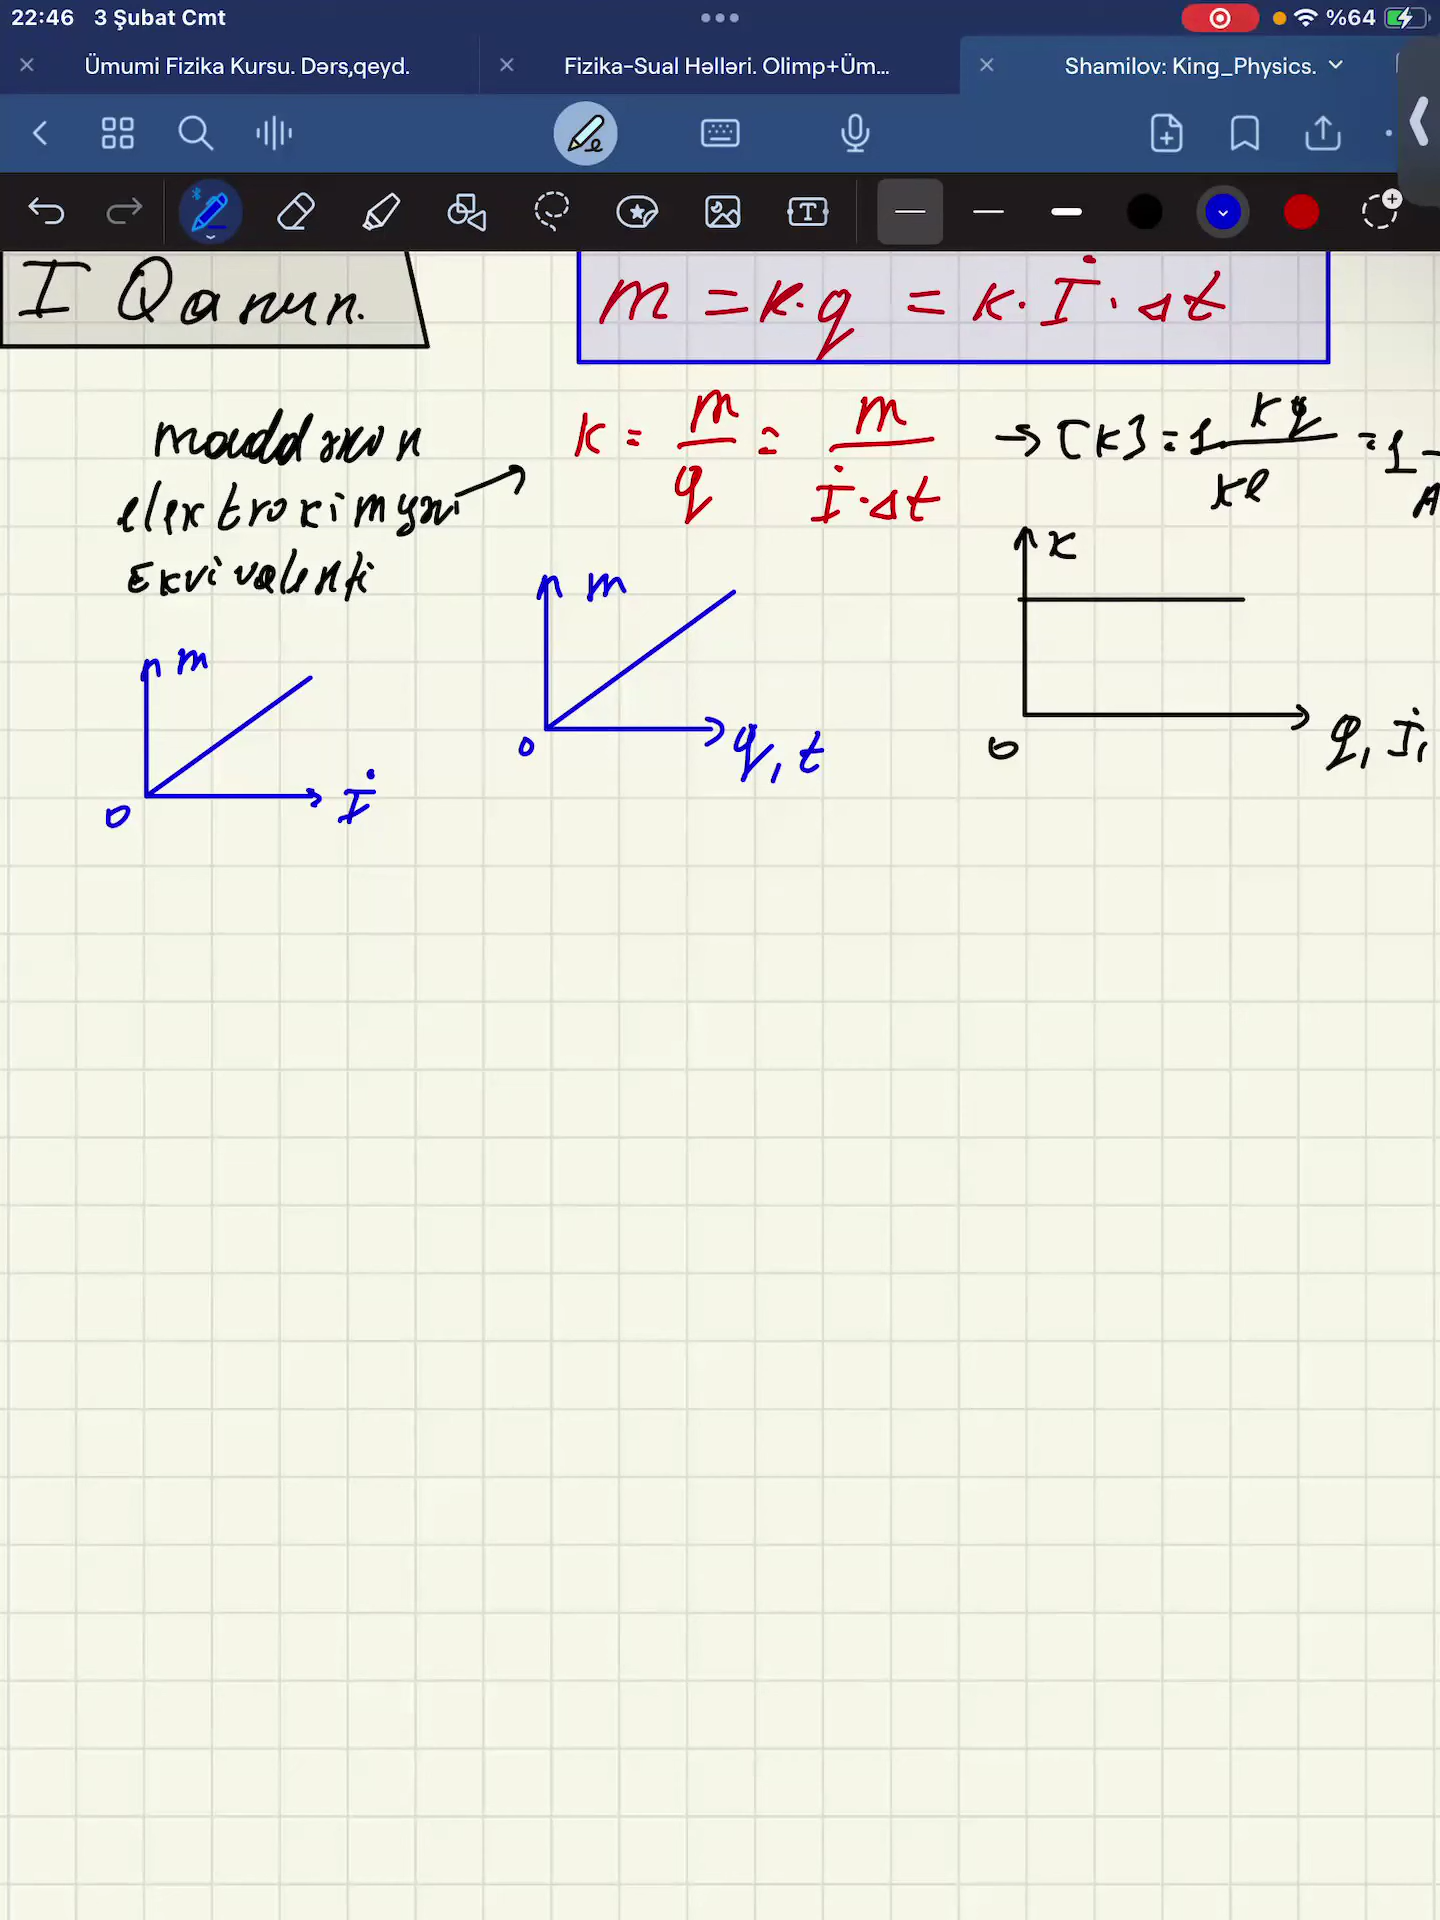 22:46 3 Şubat Cmt %64
Ümumi Fizika Kursu. Dərs,qeyd. Fizika-Sual Həlləri. Olimp+Üm... Shamilov: King_Physics.
I Qanun. m = k·q = k·I·Δt
maddənin k = m/q = m/(I·Δt) → [k] = 1 kq/kl = 1
elektrokimyəvi
ekvivalenti
m
0 I
m
0 q, t
k
0 q, I,